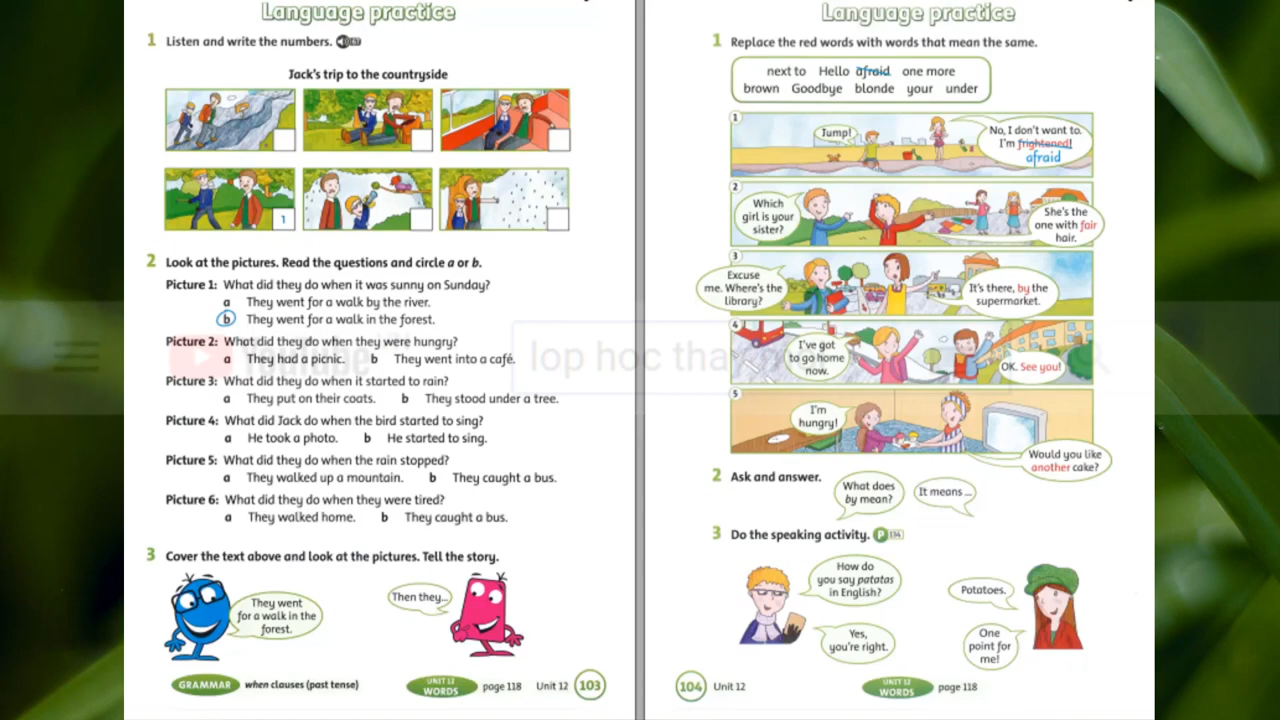 Language practice
1 Listen and write the numbers.
Jack's trip to the countryside
1
2 Look at the pictures. Read the questions and circle a or b.
Picture 1: What did they do when it was sunny on Sunday?
a They went for a walk by the river.
b They went for a walk in the forest.
Picture 2: What did they do when they were hungry?
a They had a picnic. b They went into a café.
Picture 3: What did they do when it started to rain?
a They put on their coats. b They stood under a tree.
Picture 4: What did Jack do when the bird started to sing?
a He took a photo. b He started to sing.
Picture 5: What did they do when the rain stopped?
a They walked up a mountain. b They caught a bus.
Picture 6: What did they do when they were tired?
a They walked home. b They caught a bus.
3 Cover the text above and look at the pictures. Tell the story.
They went
for a walk in the
forest.
Then they...
GRAMMAR when clauses (past tense)
UNIT 12
WORDS
page 118 Unit 12 103
Language practice
1 Replace the red words with words that mean the same.
next to Hello afraid one more
brown Goodbye blonde your under
1
Jump!
No, I don't want to.
I'm frightened!
afraid
2
Which
girl is your
sister?
She's the
one with fair
hair.
3
Excuse
me. Where's the
library?
It's there, by the
supermarket.
4
I've got
to go home
now.
OK. See you!
5
I'm
hungry!
Would you like
another cake?
2 Ask and answer.
What does
by mean?
It means ...
3 Do the speaking activity. P 134
How do
you say patatas
in English?
Potatoes.
Yes,
you're right.
One
point for
me!
104 Unit 12
UNIT 12
WORDS
page 118
YouTube
lop hoc tha